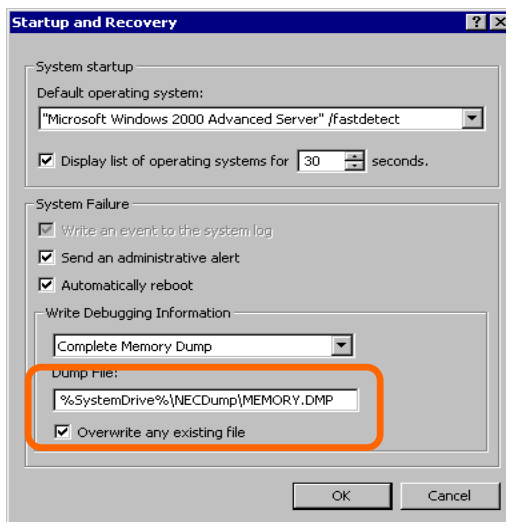 Startup and Recovery
System startup
Default operating system:
"Microsoft Windows 2000 Advanced Server" /fastdetect
Display list of operating systems for 30 seconds.
System Failure
Write an event to the system log
Send an administrative alert
Automatically reboot
Write Debugging Information
Complete Memory Dump
Dump File:
%SystemDrive%\NECDump\MEMORY.DMP
Overwrite any existing file
OK Cancel